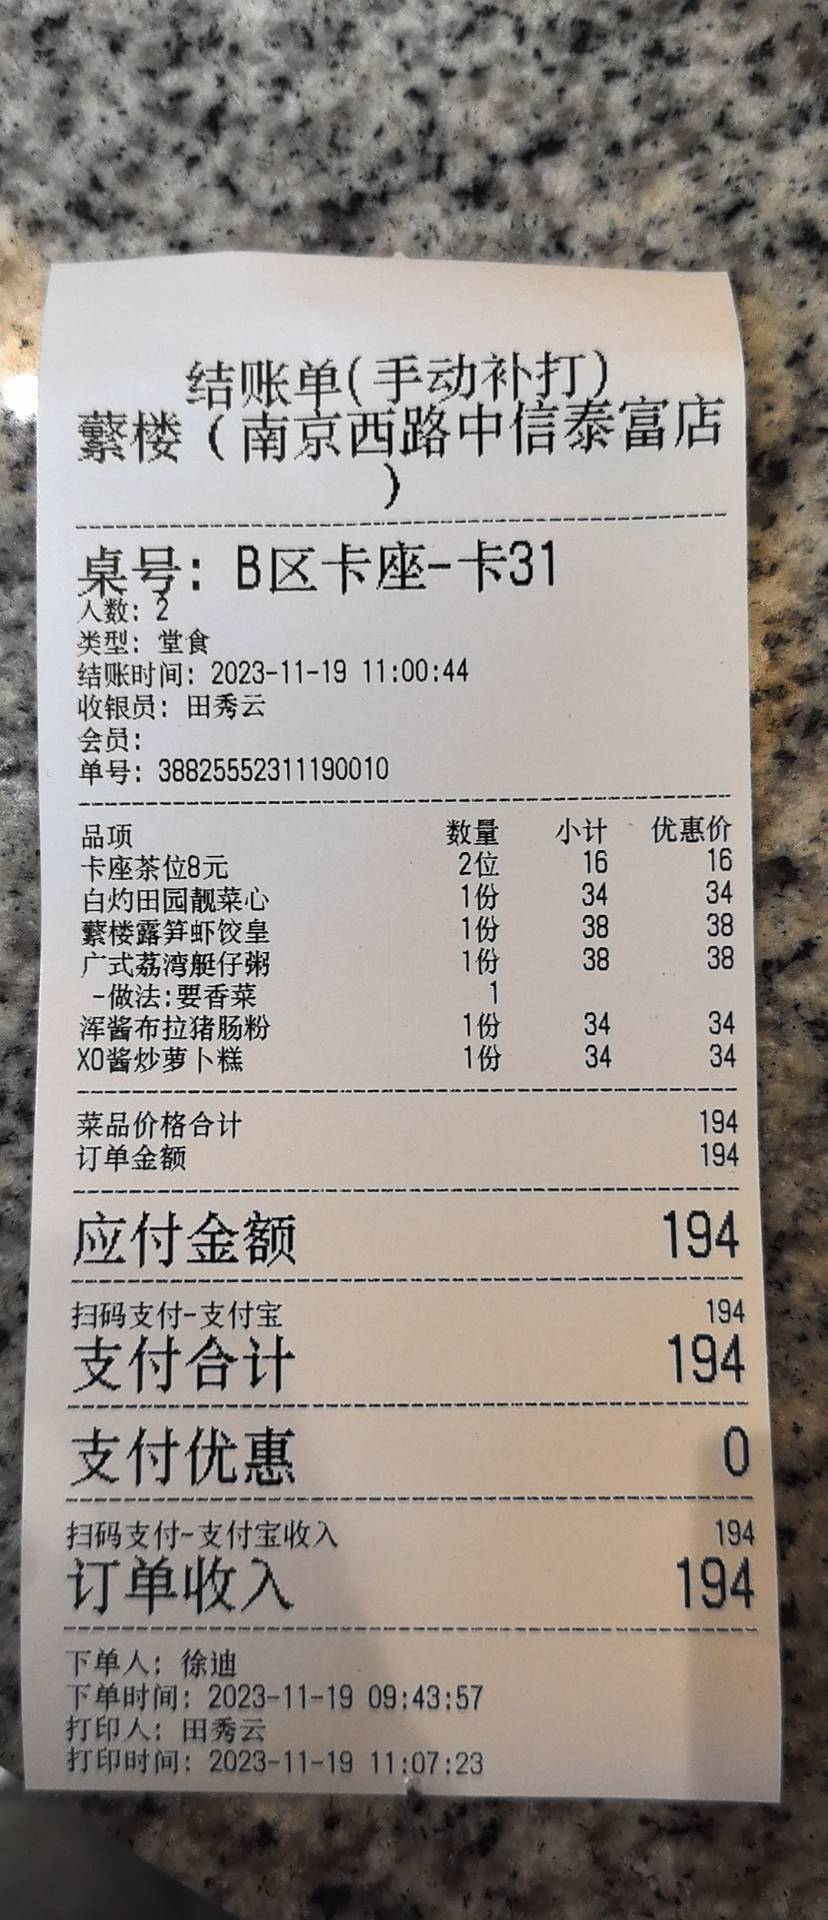 结账单(手动补打)
蘩楼（南京西路中信泰富店
）
桌号: B区卡座-卡31
人数: 2
类型: 堂食
结账时间: 2023-11-19 11:00:44
收银员: 田秀云
会员:
单号: 38825552311190010
品项 数量 小计 优惠价
卡座茶位8元 2位 16 16
白灼田园靓菜心 1份 34 34
蘩楼露笋虾饺皇 1份 38 38
广式荔湾艇仔粥 1份 38 38
-做法:要香菜 1
浑酱布拉猪肠粉 1份 34 34
XO酱炒萝卜糕 1份 34 34
菜品价格合计 194
订单金额 194
应付金额 194
扫码支付-支付宝 194
支付合计 194
支付优惠 0
扫码支付-支付宝收入 194
订单收入 194
下单人: 徐迪
下单时间: 2023-11-19 09:43:57
打印人: 田秀云
打印时间: 2023-11-19 11:07:23